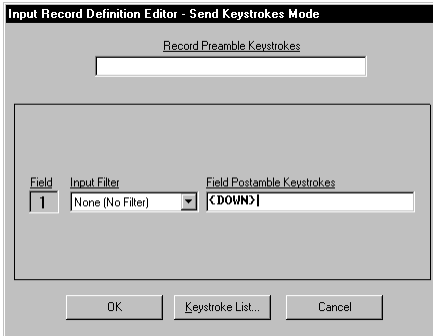 Input Record Definition Editor - Send Keystrokes Mode
Record Preamble Keystrokes
Field Input Filter Field Postamble Keystrokes
1 None (No Filter) <DOWN>
OK Keystroke List... Cancel